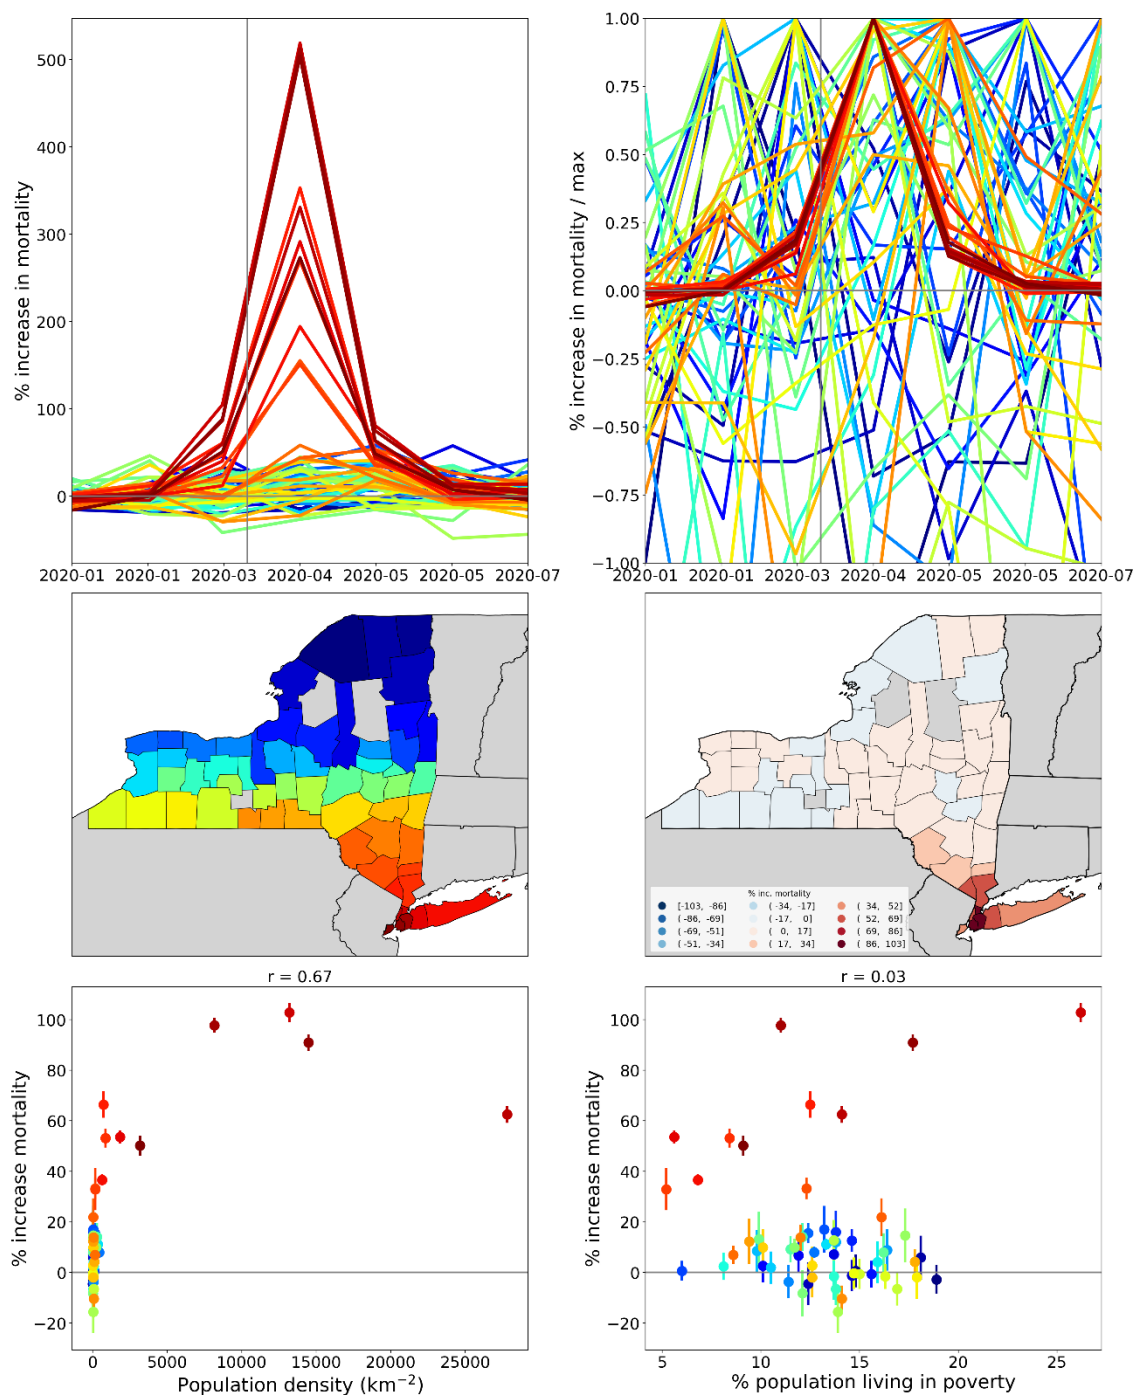 % increase in mortality
500
400
300
200
100
0
2020-01 2020-01 2020-03 2020-04 2020-05 2020-05 2020-07
% increase in mortality / max
1.00
0.75
0.50
0.25
0.00
−0.25
−0.50
−0.75
−1.00
2020-01 2020-01 2020-03 2020-04 2020-05 2020-05 2020-07
% inc. mortality
[-103, -86] (-34, -17] ( 34, 52]
(-86, -69] (-17, 0] ( 52, 69]
(-69, -51] ( 0, 17] ( 69, 86]
(-51, -34] ( 17, 34] ( 86, 103]
r = 0.67
% increase mortality
100
80
60
40
20
0
−20
0 5000 10000 15000 20000 25000
Population density (km−2)
r = 0.03
% increase mortality
100
80
60
40
20
0
−20
5 10 15 20 25
% population living in poverty